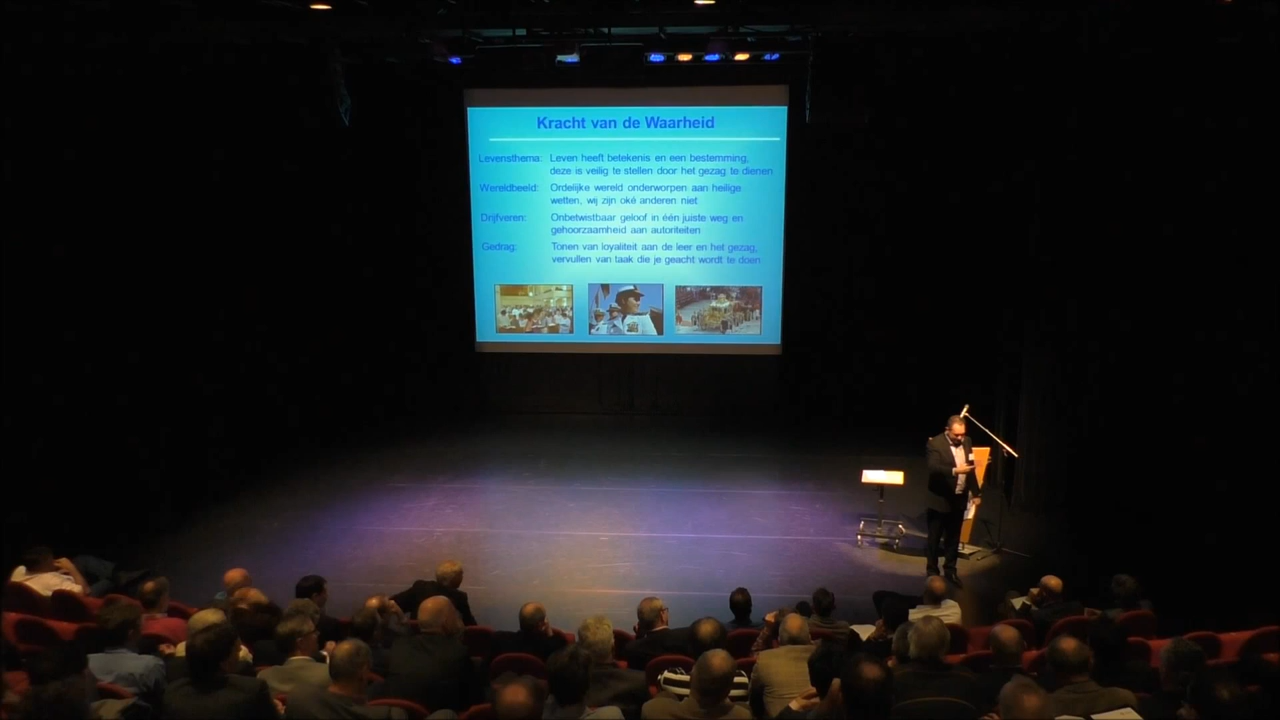 Kracht van de Waarheid
Levensthema: Leven heeft betekenis en een bestemming,
deze is veilig te stellen door het gezag te dienen
Wereldbeeld: Ordelijke wereld onderworpen aan heilige
wetten, wij zijn oké anderen niet
Drijfveren: Onbetwistbaar geloof in één juiste weg en
gehoorzaamheid aan autoriteiten
Gedrag: Tonen van loyaliteit aan de leer en het gezag,
vervullen van taak die je geacht wordt te doen